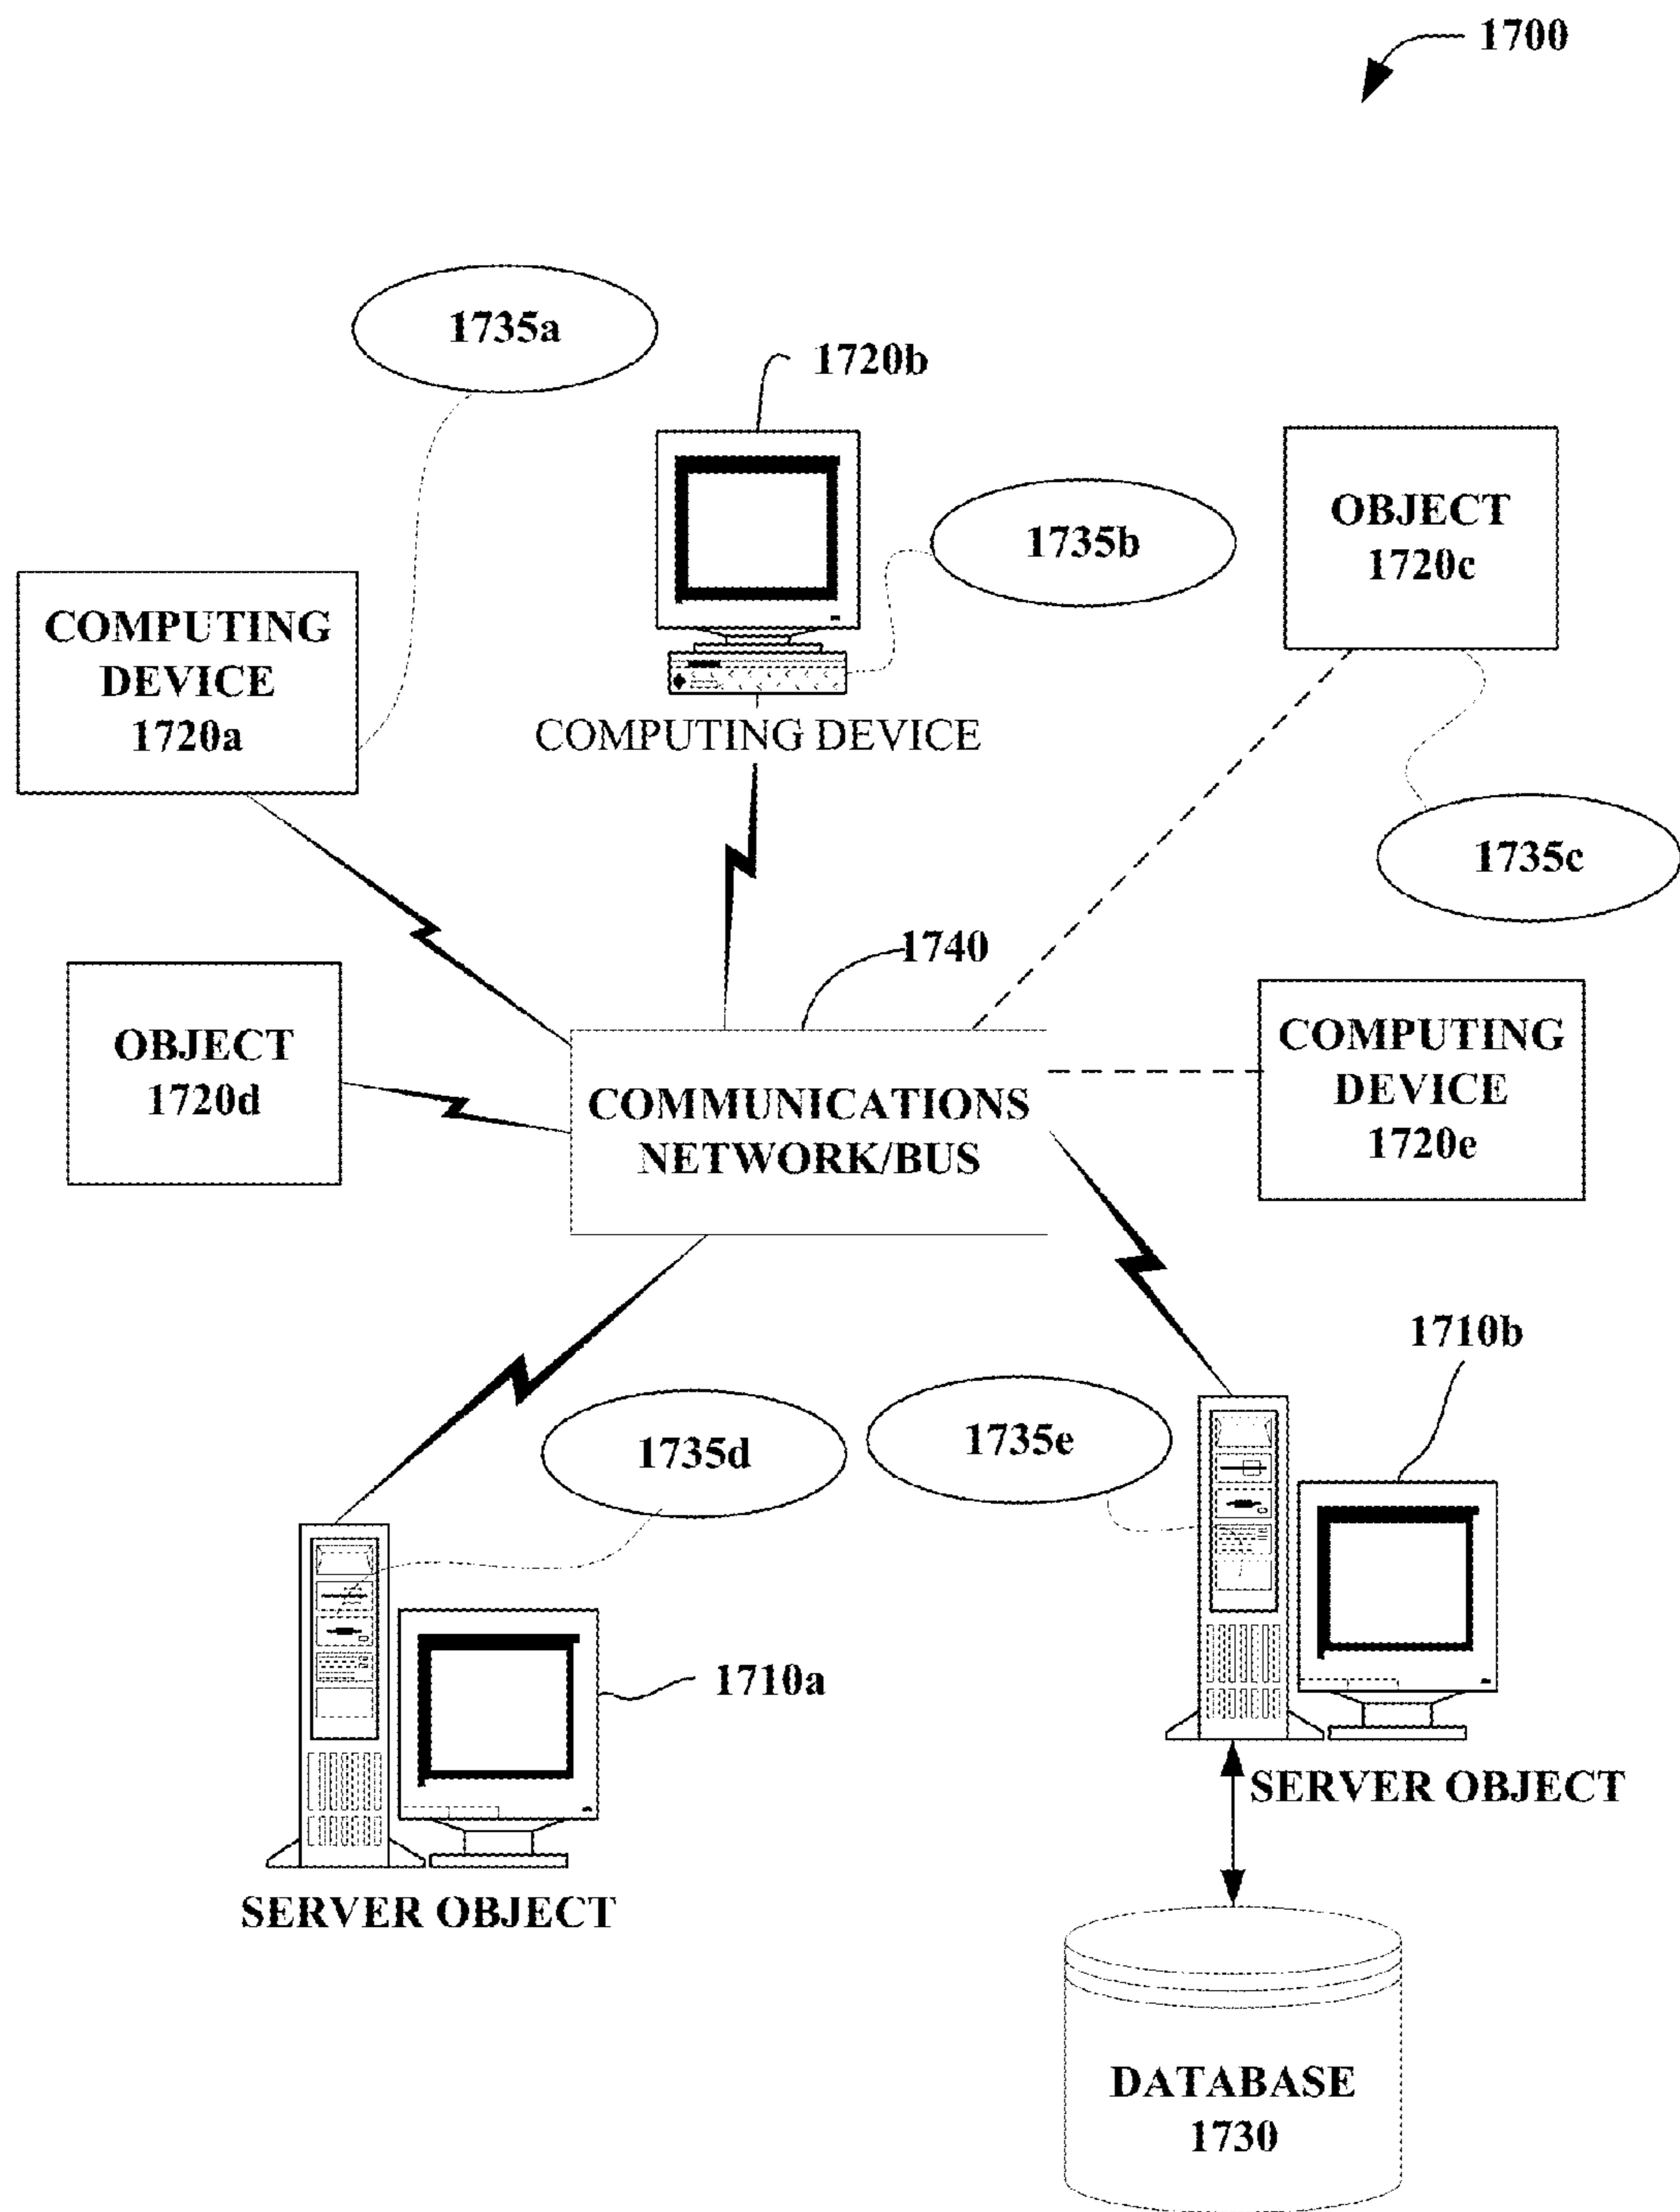 1700
1735a
1720b
1735b
OBJECT
1720c
COMPUTING
DEVICE
1720a
COMPUTING DEVICE
1735c
1740
OBJECT
1720d
COMMUNICATIONS
NETWORK/BUS
COMPUTING
DEVICE
1720e
1710b
1735d
1735e
1710a
SERVER OBJECT
SERVER OBJECT
DATABASE
1730